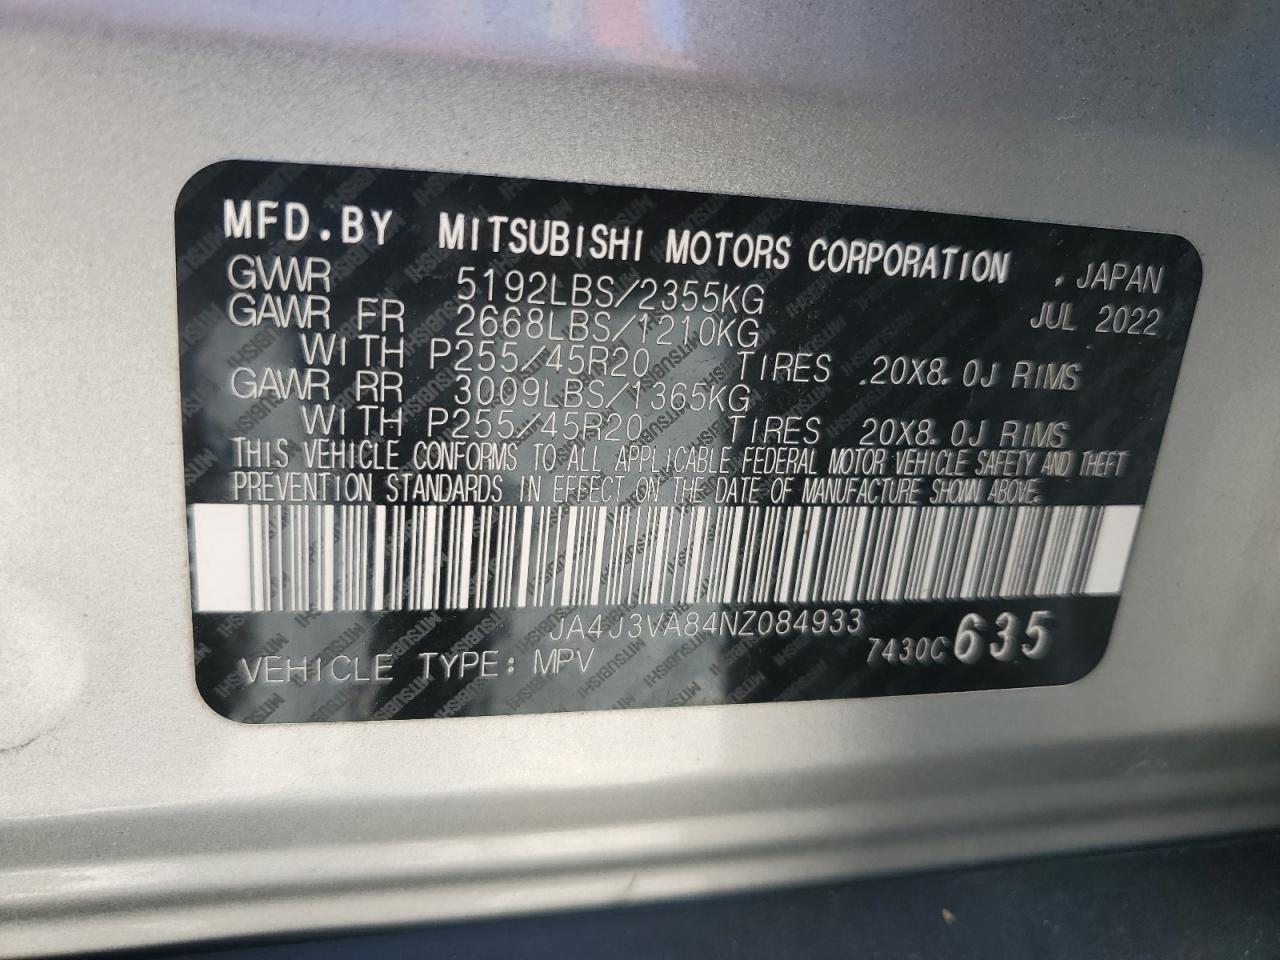 MFD.BY MITSUBISHI MOTORS CORPORATION , JAPAN
GVWR 5192LBS/2355KG JUL 2022
GAWR FR 2668LBS/1210KG
WITH P255/45R20 TIRES .20X8.0J RIMS
GAWR RR 3009LBS/1365KG
WITH P255/45R20 TIRES 20X8.0J RIMS
THIS VEHICLE CONFORMS TO ALL APPLICABLE FEDERAL MOTOR VEHICLE SAFETY AND THEFT
PREVENTION STANDARDS IN EFFECT ON THE DATE OF MANUFACTURE SHOWN ABOVE.
JA4J3VA84NZ084933
VEHICLE TYPE: MPV 7430C 635